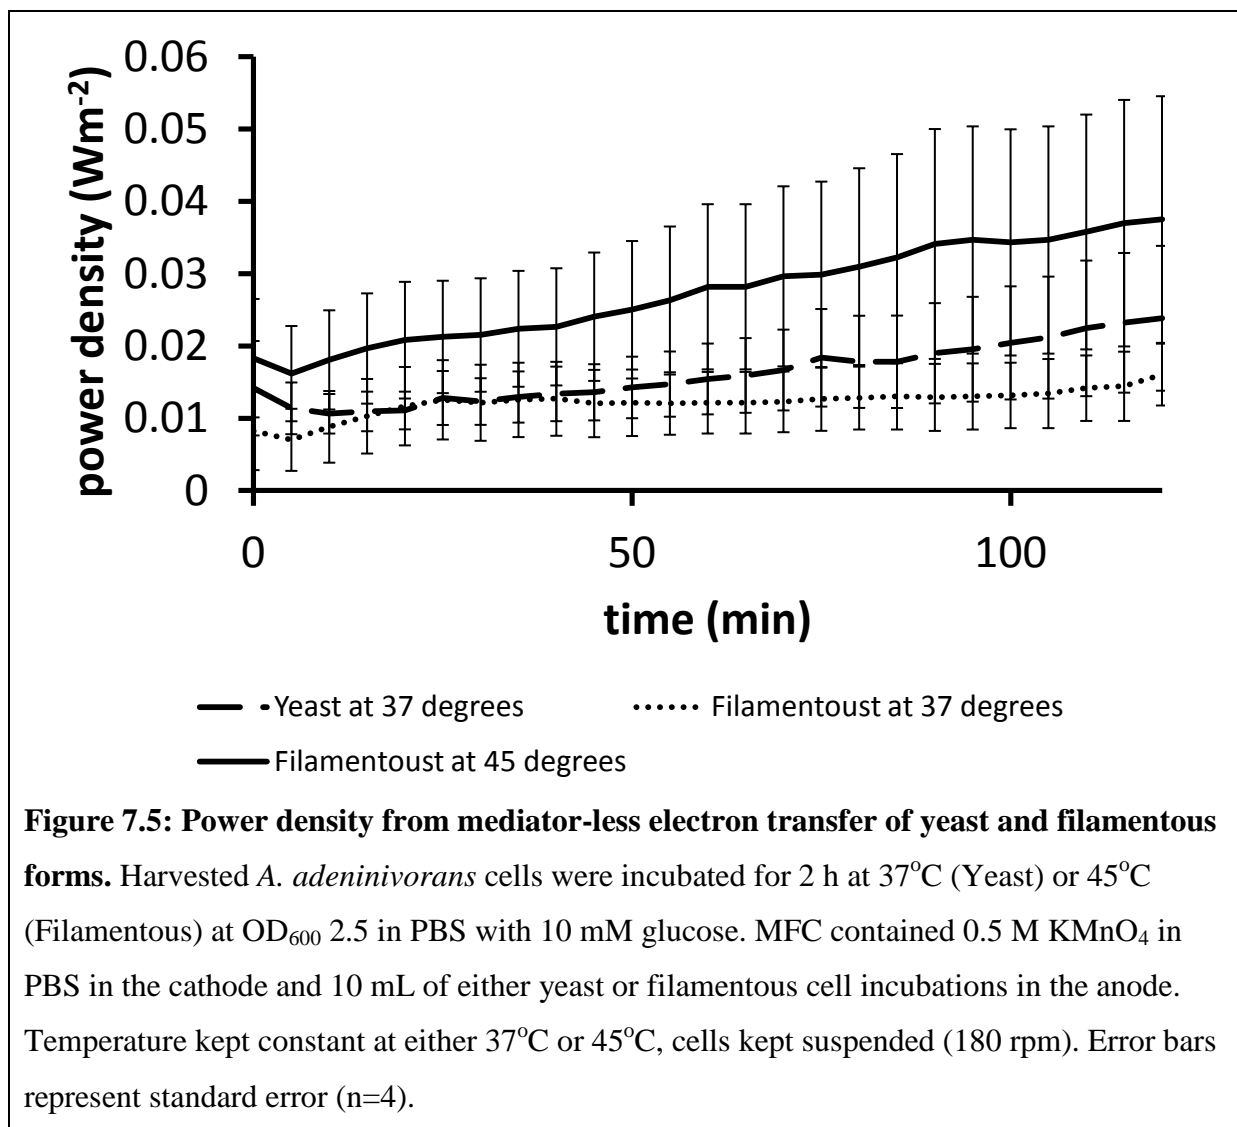 0.06
0.05
0.04
0.03
0.02
0.01
0
power density (Wm⁻²)
0 50 100
time (min)
Yeast at 37 degrees
Filamentoust at 37 degrees
Filamentoust at 45 degrees
Figure 7.5: Power density from mediator-less electron transfer of yeast and filamentous
forms. Harvested A. adeninivorans cells were incubated for 2 h at 37°C (Yeast) or 45°C
(Filamentous) at OD₆₀₀ 2.5 in PBS with 10 mM glucose. MFC contained 0.5 M KMnO₄ in
PBS in the cathode and 10 mL of either yeast or filamentous cell incubations in the anode.
Temperature kept constant at either 37°C or 45°C, cells kept suspended (180 rpm). Error bars
represent standard error (n=4).